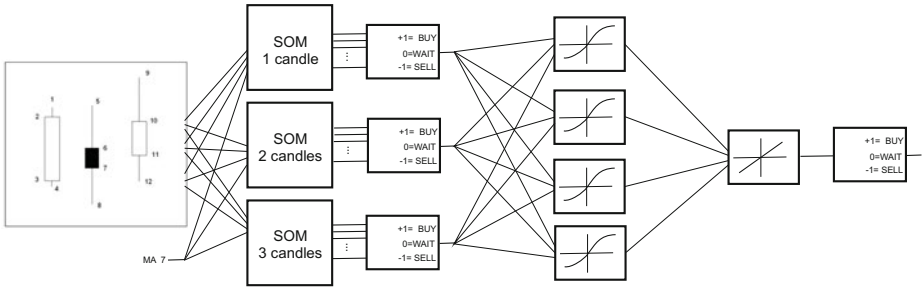 1
2
3
4
5
6
7
8
9
10
11
12
MA 7
SOM
1 candle
+1= BUY
0=WAIT
-1= SELL
SOM
2 candles
+1= BUY
0=WAIT
-1= SELL
SOM
3 candles
+1= BUY
0=WAIT
-1= SELL
+1= BUY
0=WAIT
-1= SELL